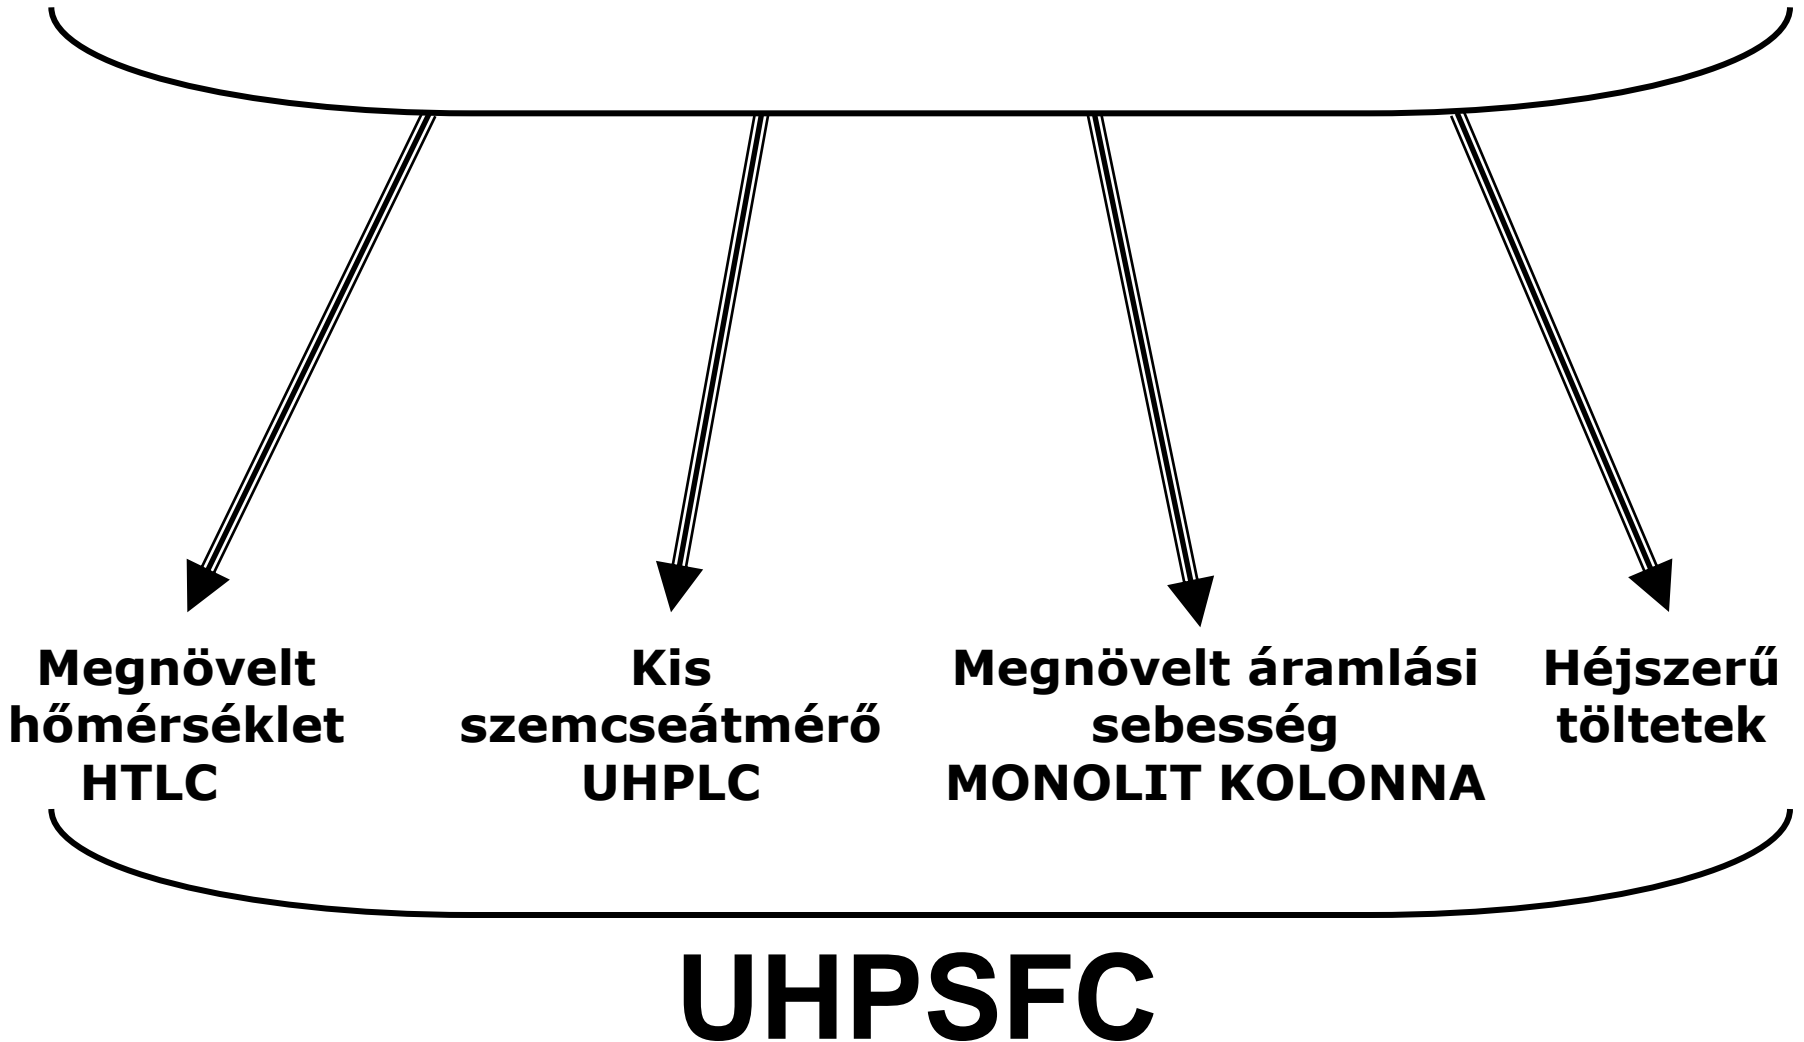 Megnövelt
hőmérséklet
HTLC
Kis
szemcseátmérő
UHPLC
Megnövelt áramlási
sebesség
MONOLIT KOLONNA
Héjszerű
töltetek
UHPSFC